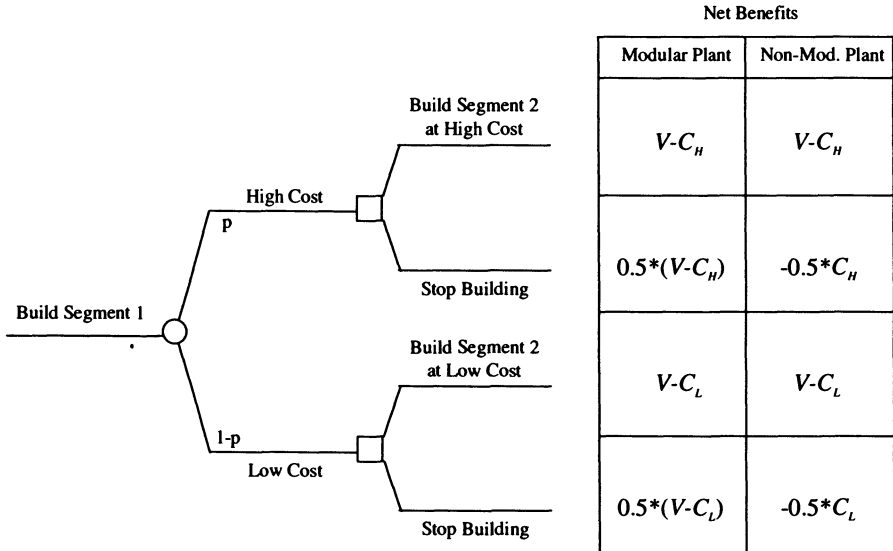 Net Benefits
Modular Plant
Non-Mod. Plant
Build Segment 2
at High Cost
V-C_H
V-C_H
High Cost
p
0.5*(V-C_H)
-0.5*C_H
Stop Building
Build Segment 1
Build Segment 2
at Low Cost
V-C_L
V-C_L
1-p
Low Cost
0.5*(V-C_L)
-0.5*C_L
Stop Building